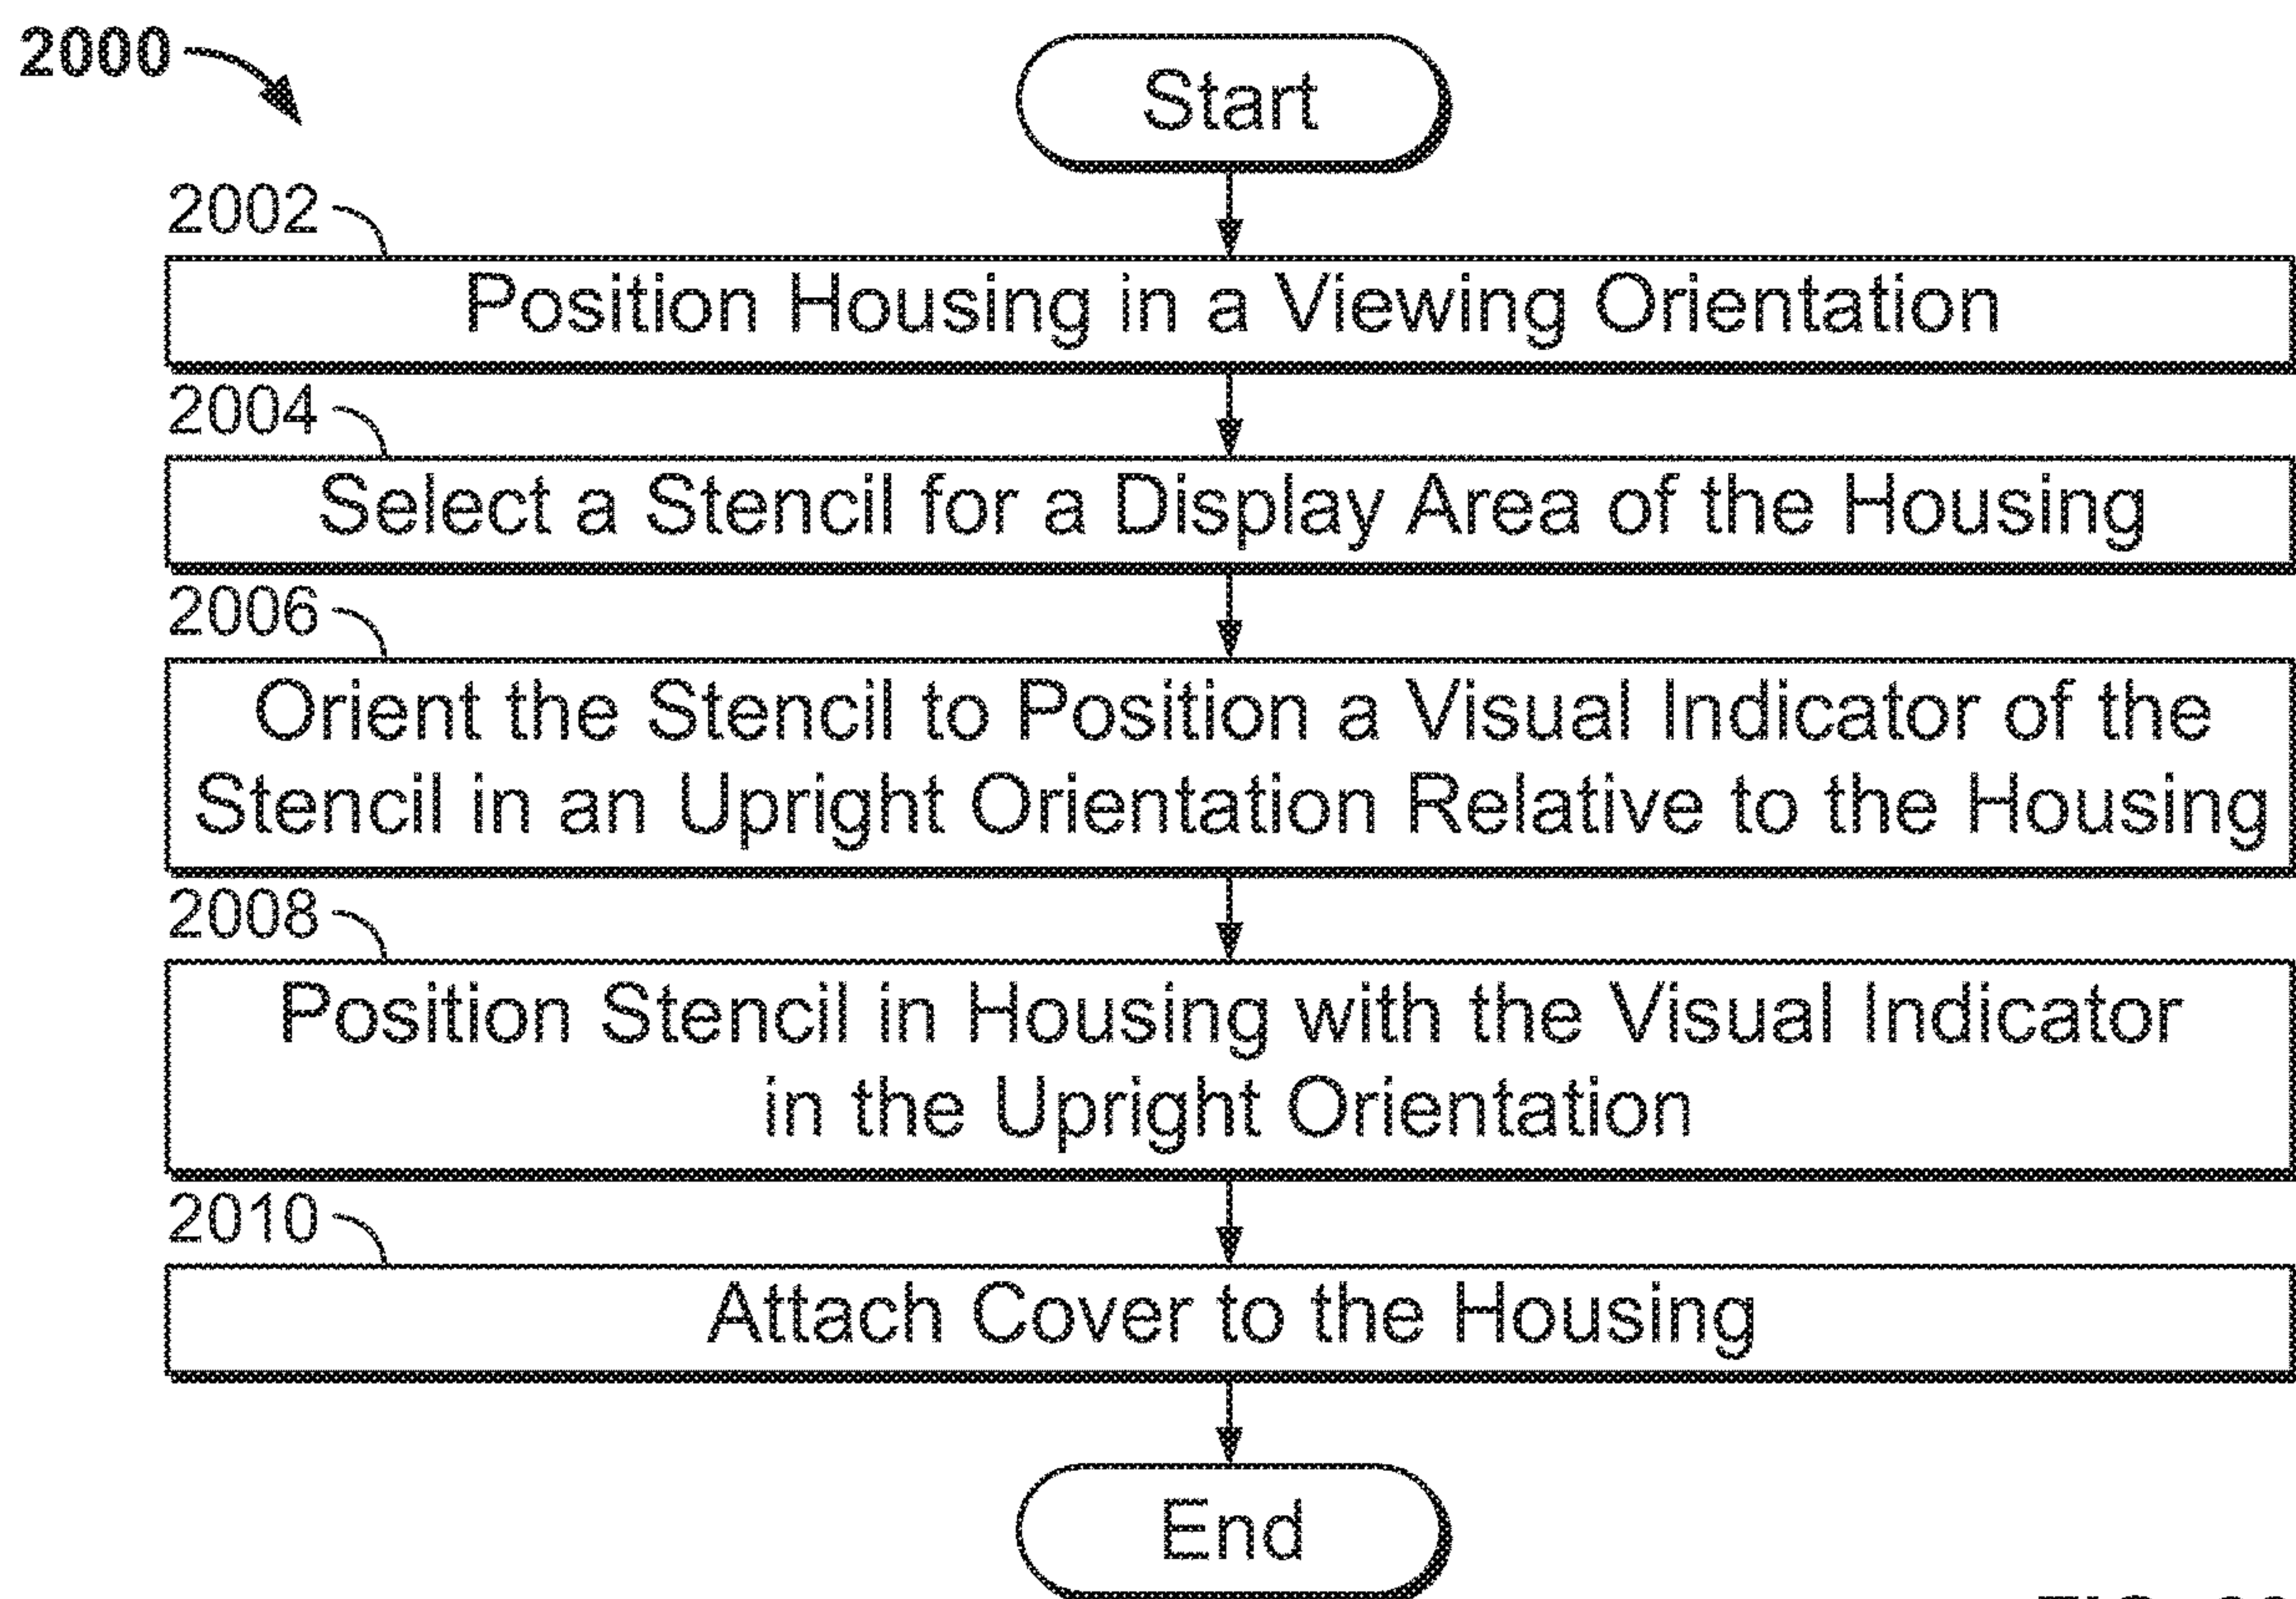 2000
Start
2002
Position Housing in a Viewing Orientation
2004
Select a Stencil for a Display Area of the Housing
2006
Orient the Stencil to Position a Visual Indicator of the
Stencil in an Upright Orientation Relative to the Housing
2008
Position Stencil in Housing with the Visual Indicator
in the Upright Orientation
2010
Attach Cover to the Housing
End